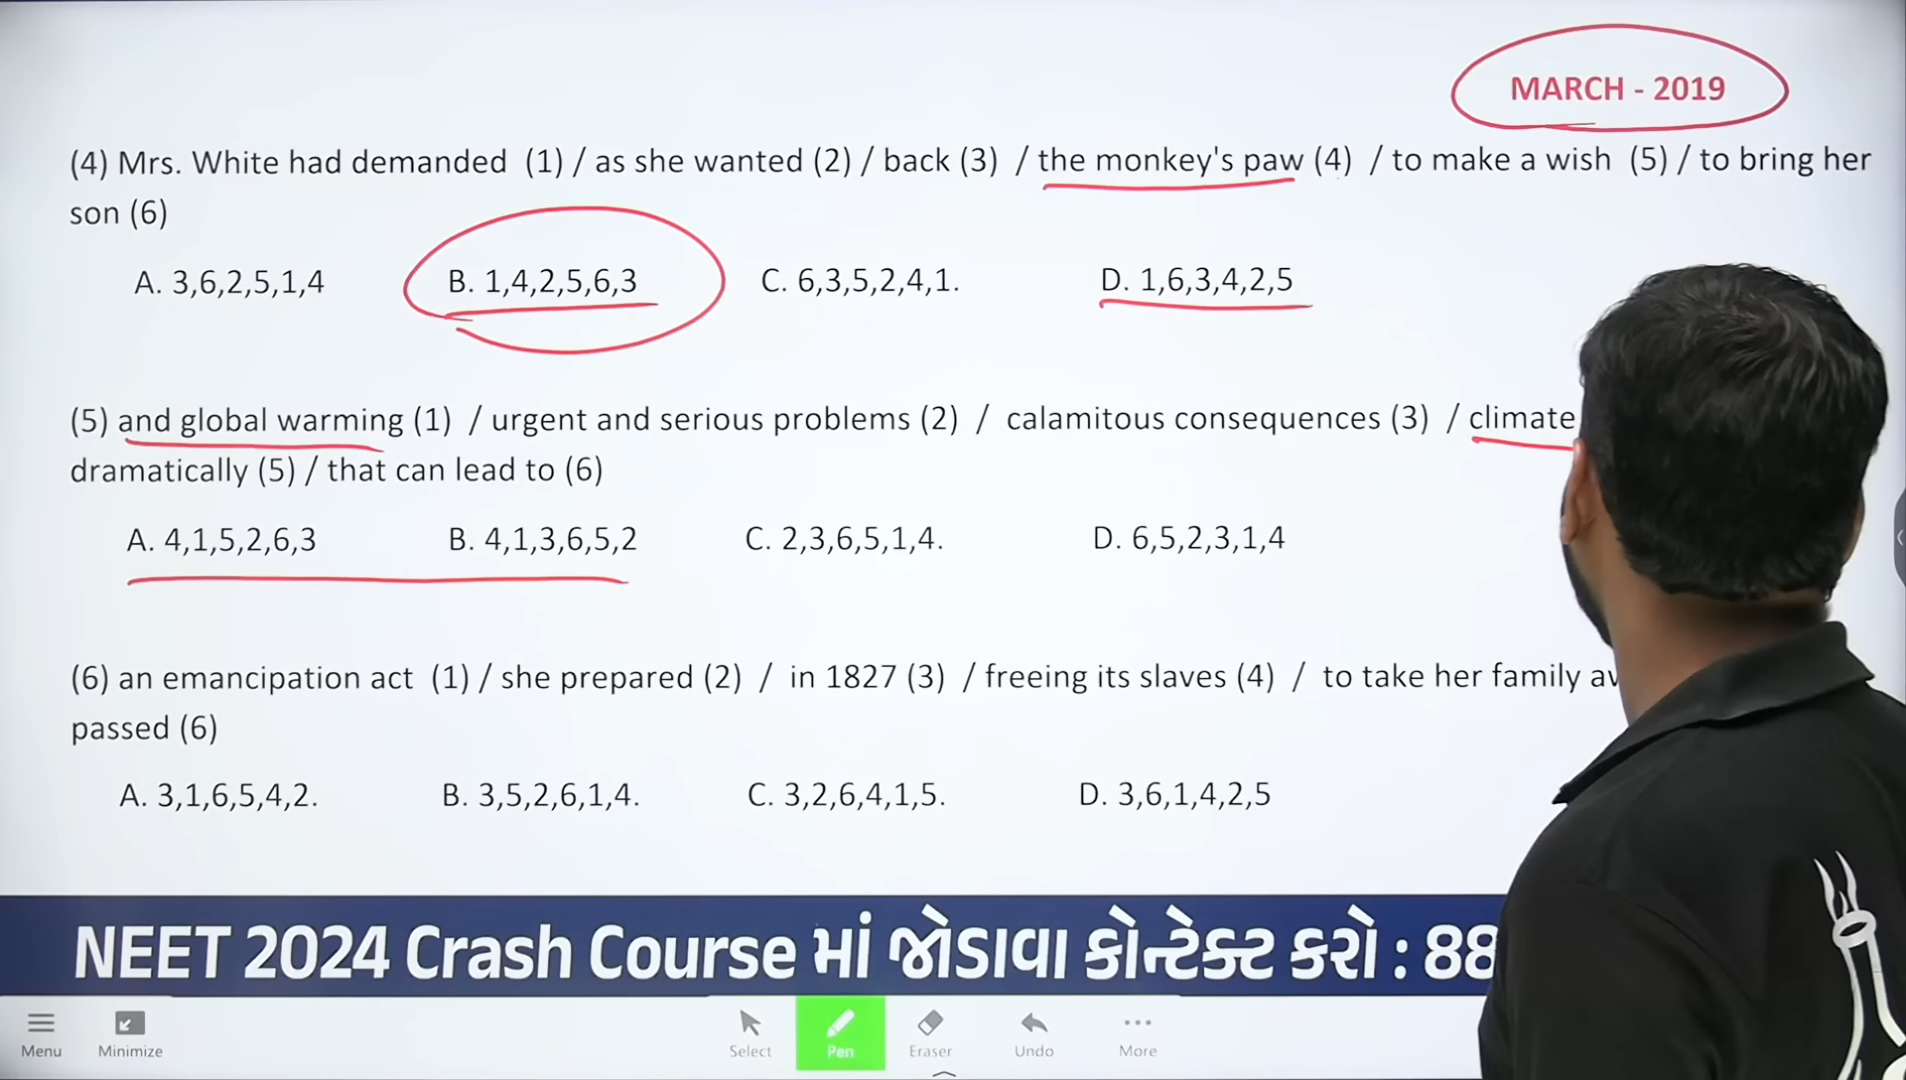 MARCH - 2019
(4) Mrs. White had demanded (1) / as she wanted (2) / back (3) / the monkey's paw (4) / to make a wish (5) / to bring her
son (6)
A. 3,6,2,5,1,4 B. 1,4,2,5,6,3 C. 6,3,5,2,4,1. D. 1,6,3,4,2,5
(5) and global warming (1) / urgent and serious problems (2) / calamitous consequences (3) / climate
dramatically (5) / that can lead to (6)
A. 4,1,5,2,6,3 B. 4,1,3,6,5,2 C. 2,3,6,5,1,4. D. 6,5,2,3,1,4
(6) an emancipation act (1) / she prepared (2) / in 1827 (3) / freeing its slaves (4) / to take her family
passed (6)
A. 3,1,6,5,4,2. B. 3,5,2,6,1,4. C. 3,2,6,4,1,5. D. 3,6,1,4,2,5
NEET 2024 Crash Course માં જોડાવા કોન્ટેક્ટ કરો : 88
Menu Minimize Select Pen Eraser Undo More